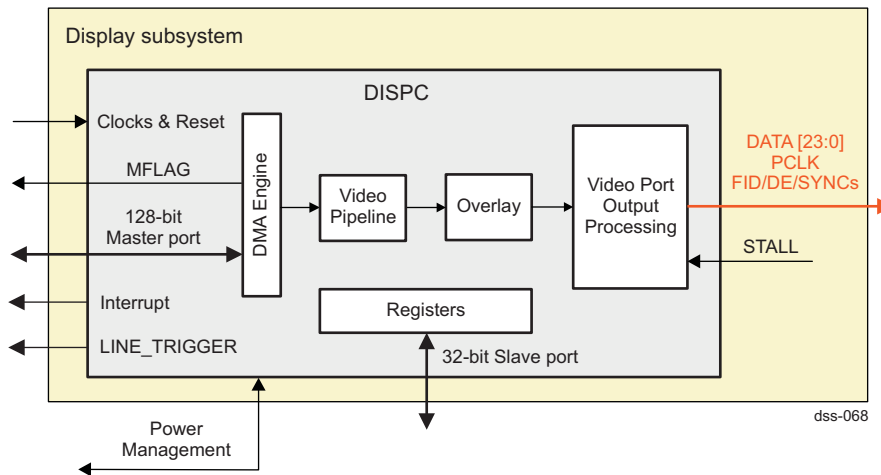 Display subsystem
DISPC
Clocks & Reset
MFLAG
128-bit
Master port
Interrupt
LINE_TRIGGER
DMA Engine
Video
Pipeline
Overlay
Video Port
Output
Processing
DATA [23:0]
PCLK
FID/DE/SYNCs
STALL
Registers
32-bit Slave port
Power
Management
dss-068